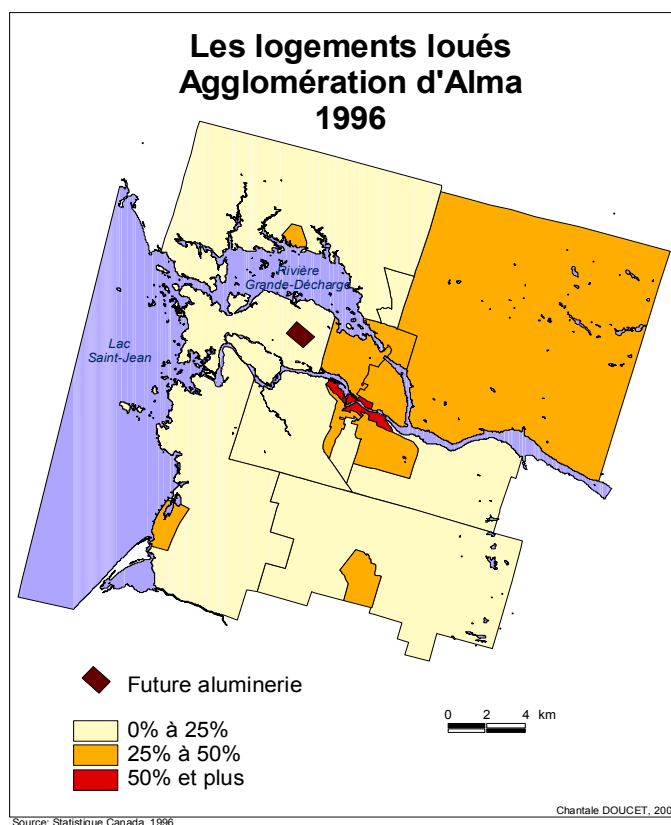 Les logements loués
Agglomération d'Alma
1996
Rivière
Grande-Décharge
Lac
Saint-Jean
Future aluminerie
0% à 25%
25% à 50%
50% et plus
0 2 4 km
Chantale DOUCET, 200
Source: Statistique Canada, 1996